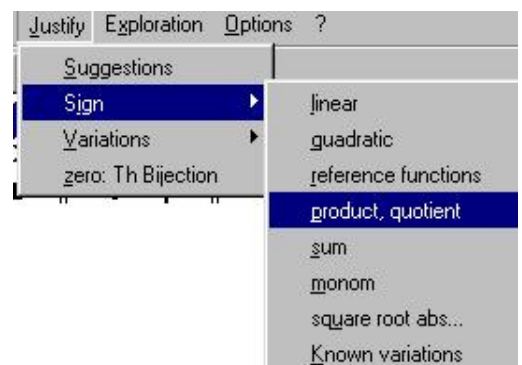 Justify Exploration Options ?
Suggestions
Sign
Variations
zero: Th Bijection
linear
quadratic
reference functions
product, quotient
sum
monom
square root abs...
Known variations